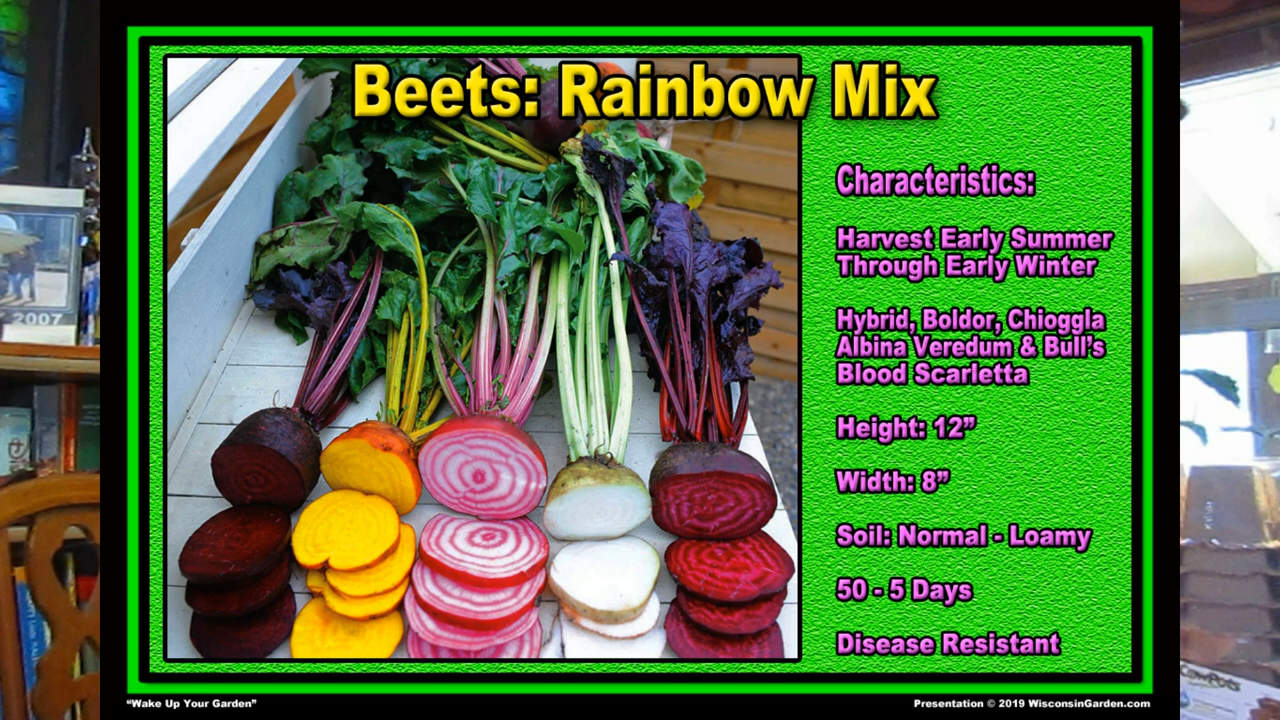 Beets: Rainbow Mix
Characteristics:
Harvest Early Summer
Through Early Winter
Hybrid, Boldor, Chioggla
Albina Veredum & Bull's
Blood Scarletta
Height: 12”
Width: 8”
Soil: Normal - Loamy
50 - 5 Days
Disease Resistant
2007
“Wake Up Your Garden”
Presentation © 2019 WisconsinGarden.com